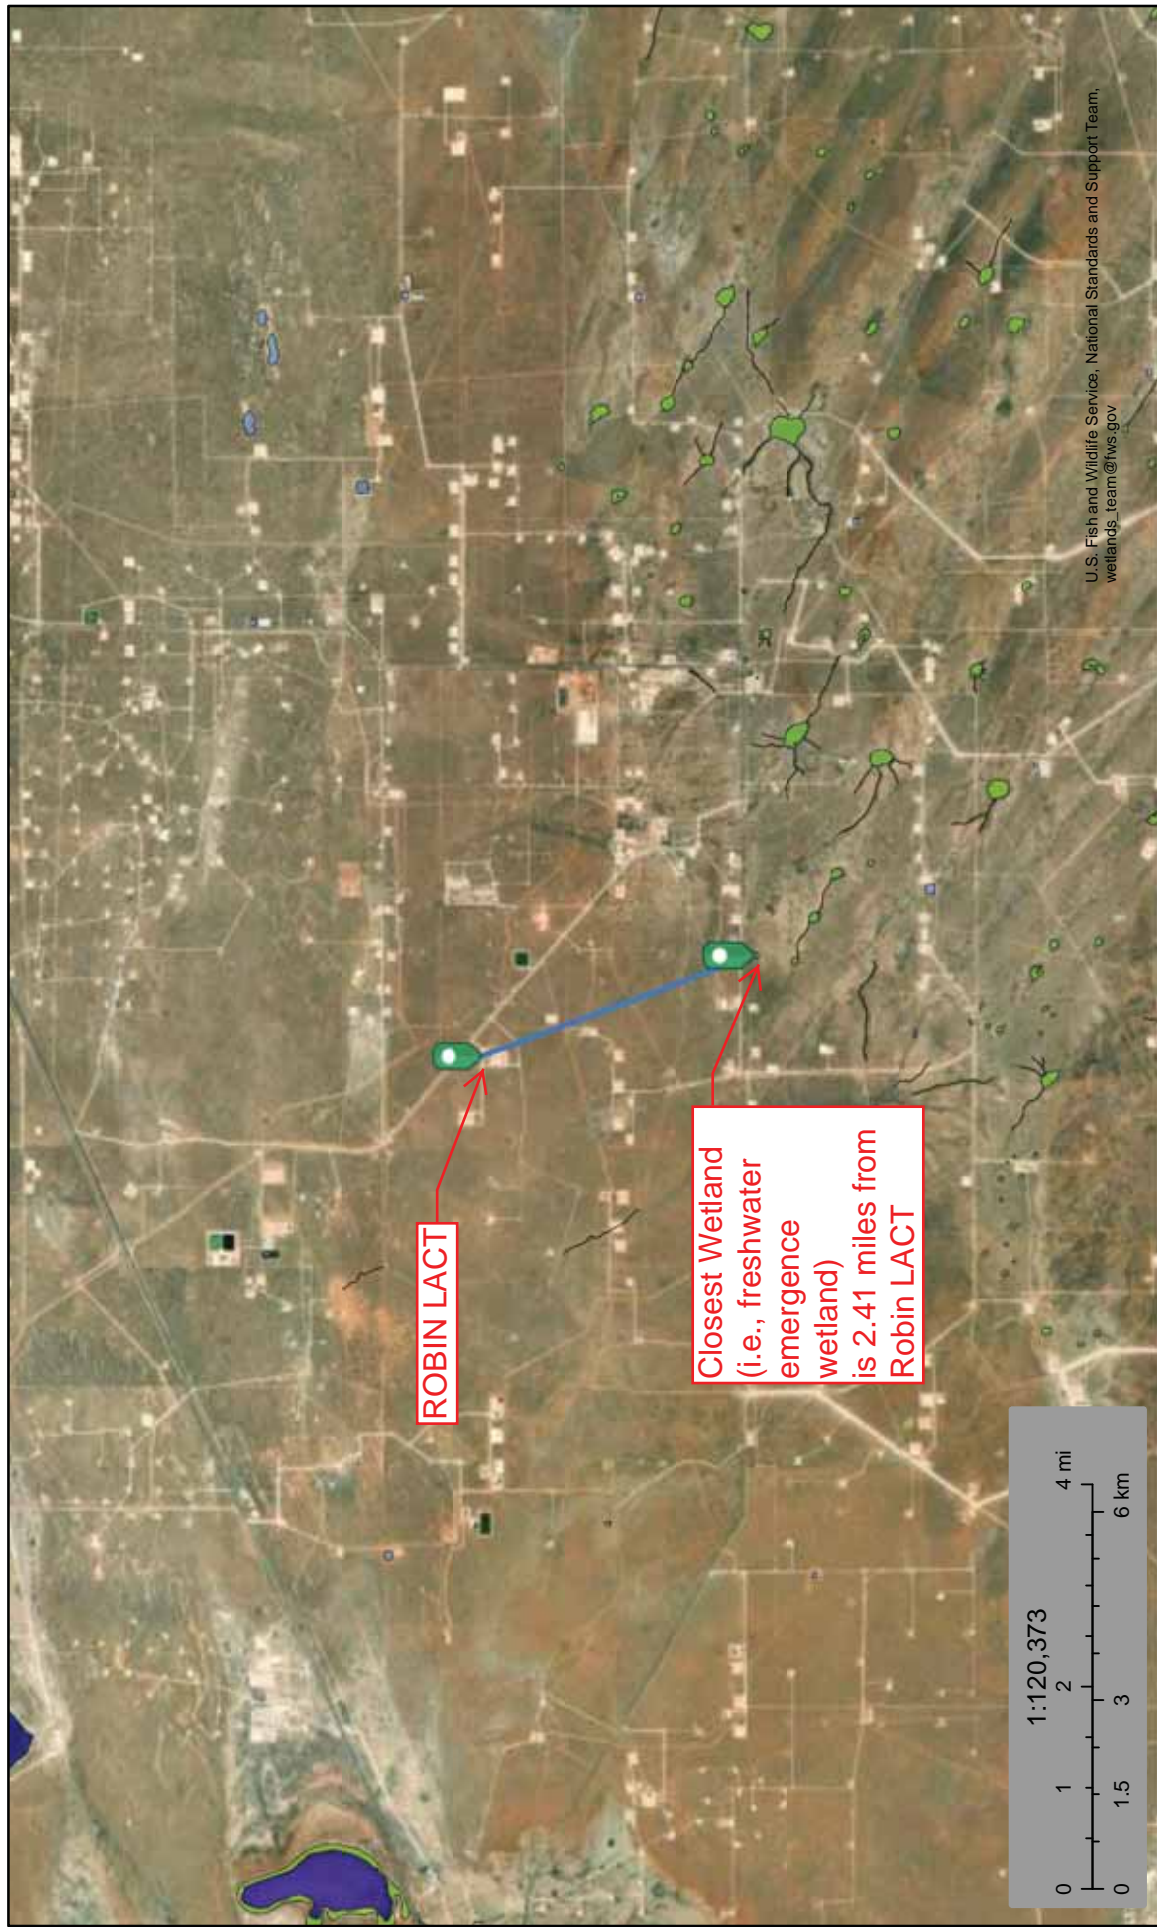 ROBIN LACT
Closest Wetland
(i.e., freshwater
emergence
wetland)
is 2.41 miles from
Robin LACT
U.S. Fish and Wildlife Service, National Standards and Support Team,
wetlands_team@fws.gov
1:120,373
0 1 2 4 mi
0 1.5 3 6 km